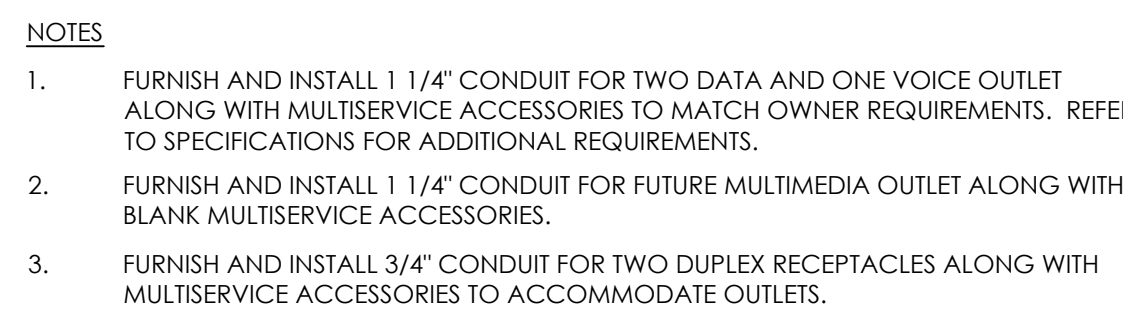 NOTES
1. FURNISH AND INSTALL 1 1/4" CONDUIT FOR TWO DATA AND ONE VOICE OUTLET
ALONG WITH MULTISERVICE ACCESSORIES TO MATCH OWNER REQUIREMENTS. REFER
TO SPECIFICATIONS FOR ADDITIONAL REQUIREMENTS.
2. FURNISH AND INSTALL 1 1/4" CONDUIT FOR FUTURE MULTIMEDIA OUTLET ALONG WITH
BLANK MULTISERVICE ACCESSORIES.
3. FURNISH AND INSTALL 3/4" CONDUIT FOR TWO DUPLEX RECEPTACLES ALONG WITH
MULTISERVICE ACCESSORIES TO ACCOMMODATE OUTLETS.